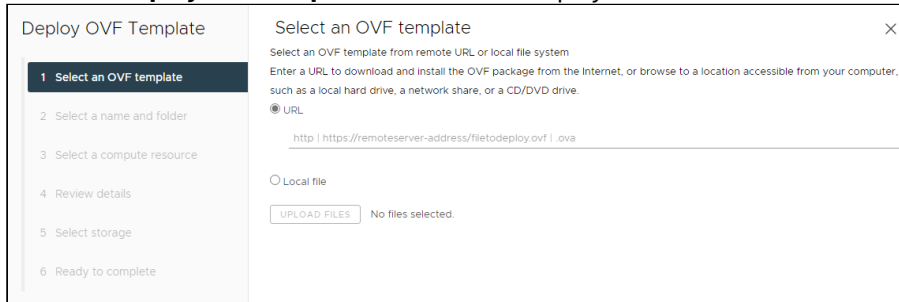 Deploy OVF Template
1 Select an OVF template
2 Select a name and folder
3 Select a compute resource
4 Review details
5 Select storage
6 Ready to complete
Select an OVF template
Select an OVF template from remote URL or local file system
Enter a URL to download and install the OVF package from the Internet, or browse to a location accessible from your computer,
such as a local hard drive, a network share, or a CD/DVD drive.
URL
http | https://remoteserver-address/filetodeploy.ovf | .ova
Local file
UPLOAD FILES No files selected.